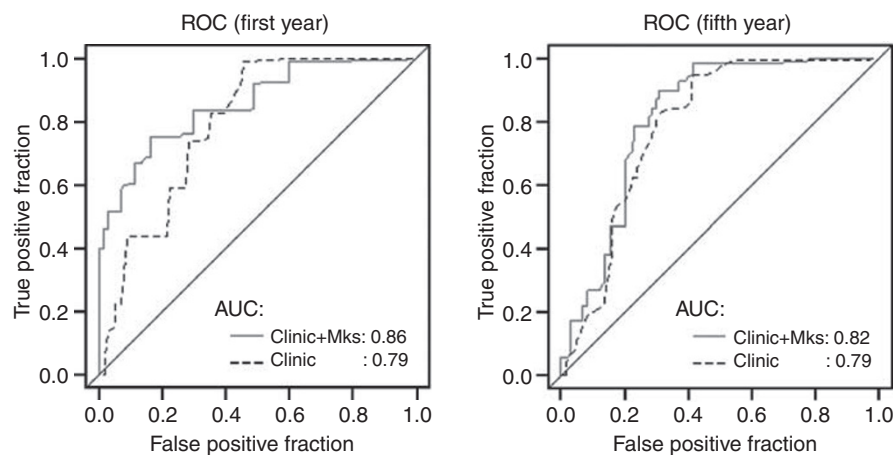 ROC (first year)
True positive fraction
1.0
0.8
0.6
0.4
0.2
0.0
AUC:
Clinic+Mks: 0.86
Clinic : 0.79
0.0 0.2 0.4 0.6 0.8 1.0
False positive fraction
ROC (fifth year)
True positive fraction
1.0
0.8
0.6
0.4
0.2
0.0
AUC:
Clinic+Mks: 0.82
Clinic : 0.79
0.0 0.2 0.4 0.6 0.8 1.0
False positive fraction